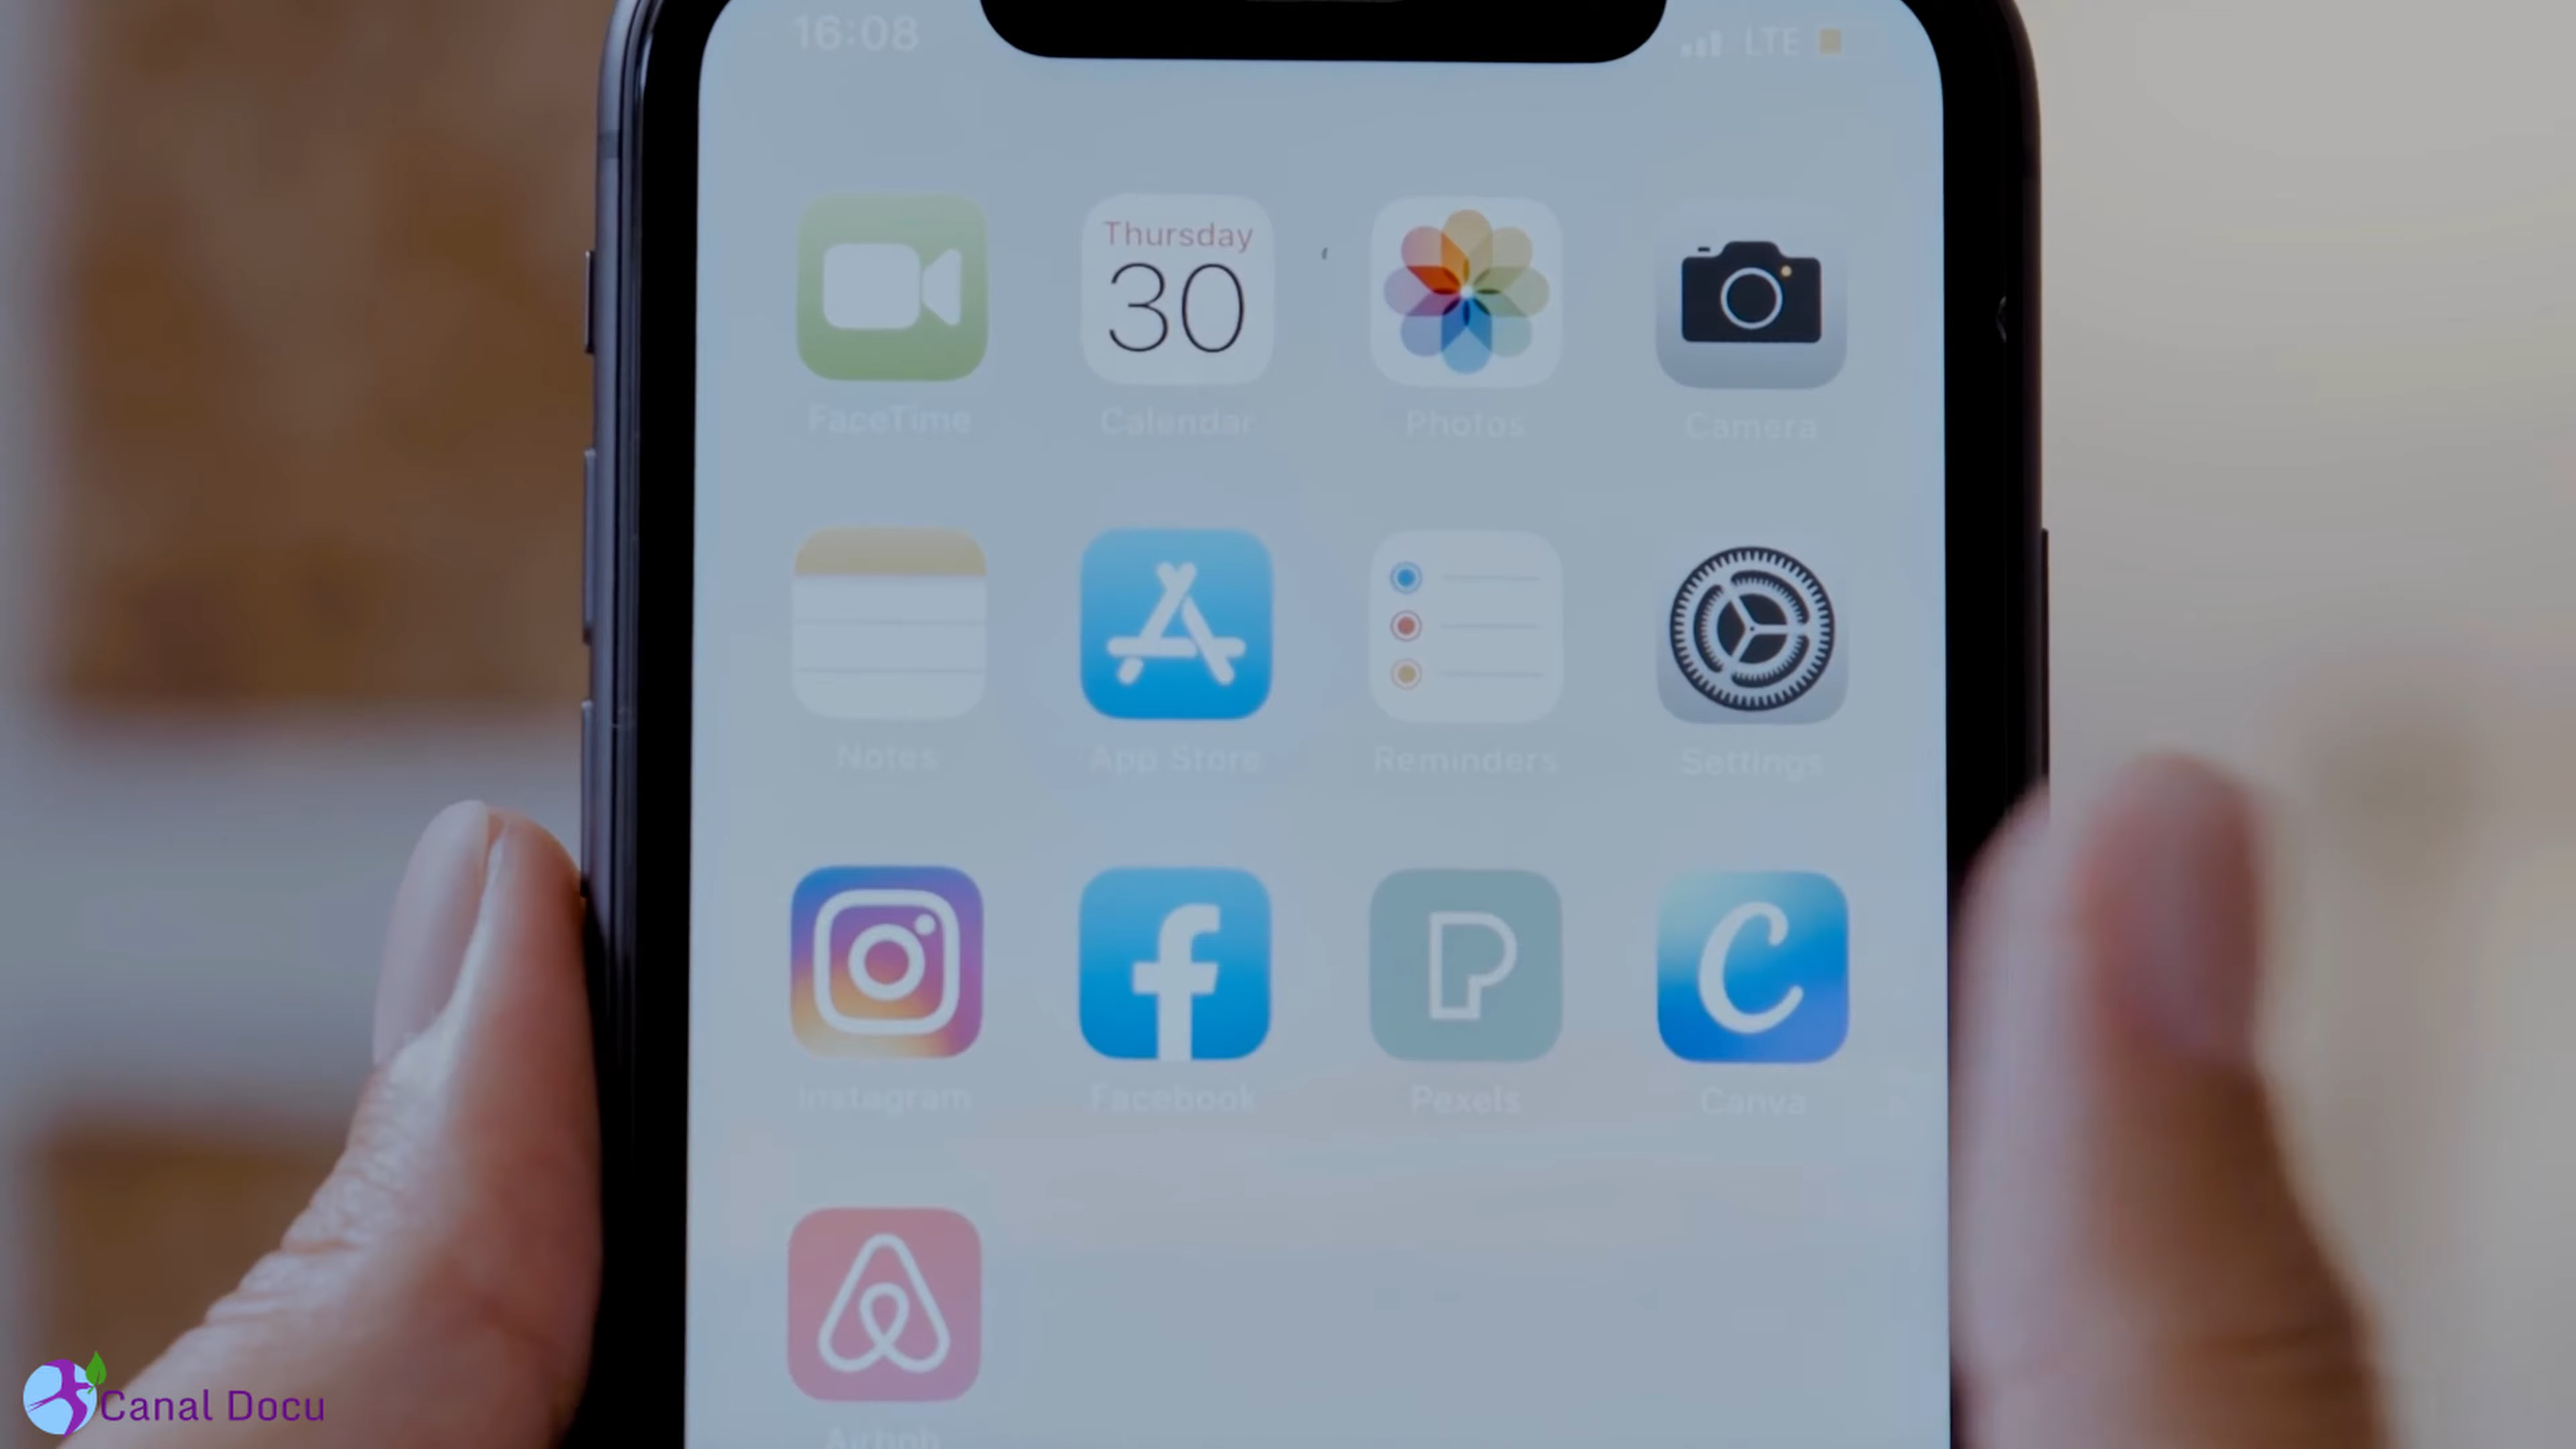 16:08 LTE
Thursday
30
FaceTime Calendar Photos Camera
Notes App Store Reminders Settings
Instagram Facebook Pexels Canva
Airbnb
Canal Docu